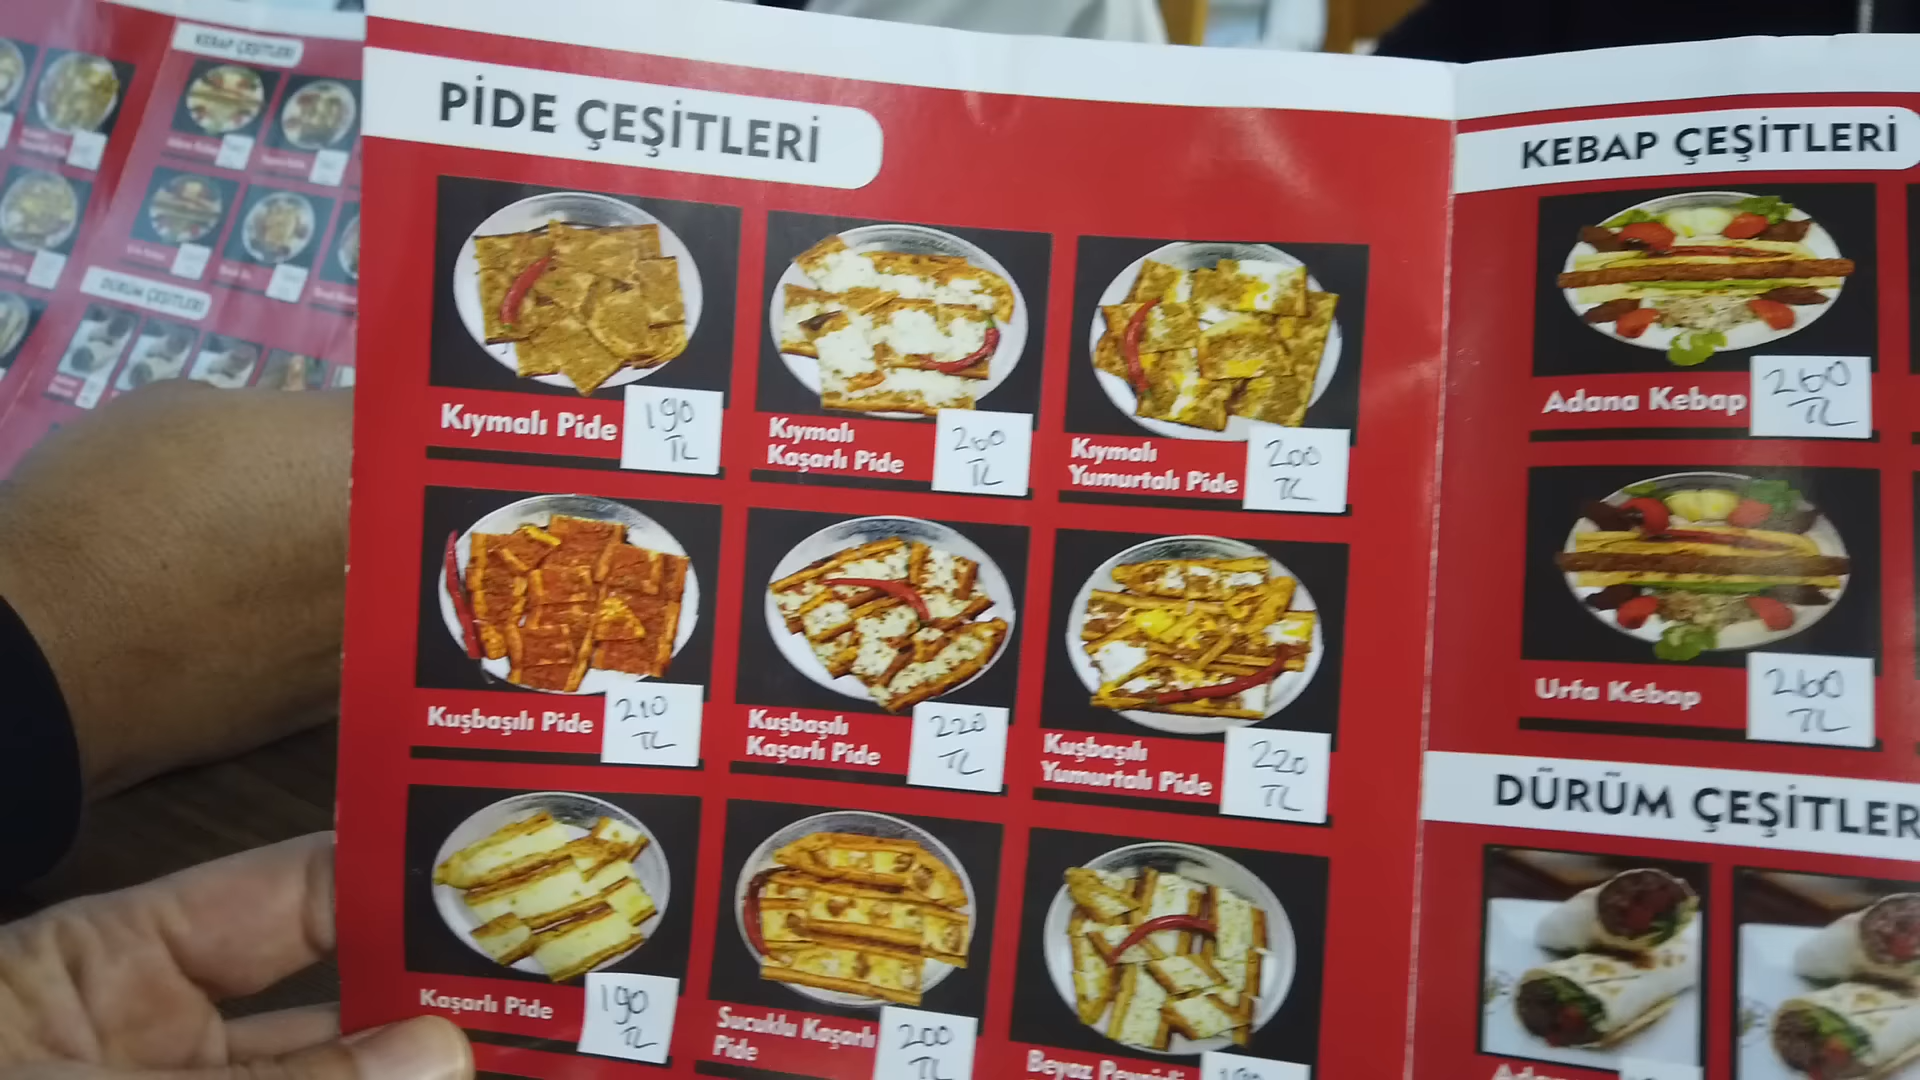 KEBAP ÇEŞİTLERİ
DÜRÜM ÇEŞİTLERİ
PİDE ÇEŞİTLERİ
Kıymalı Pide
190
TL
Kıymalı
Kaşarlı Pide
200
TL
Kıymalı
Yumurtalı Pide
200
TL
Kuşbaşılı Pide
210
TL
Kuşbaşılı
Kaşarlı Pide
220
TL
Kuşbaşılı
Yumurtalı Pide
220
TL
Kaşarlı Pide
190
TL
Sucuklu Kaşarlı
Pide
200
TL
Beyaz Peynirli
KEBAP ÇEŞİTLERİ
Adana Kebap
260
TL
Urfa Kebap
260
TL
DÜRÜM ÇEŞİTLER